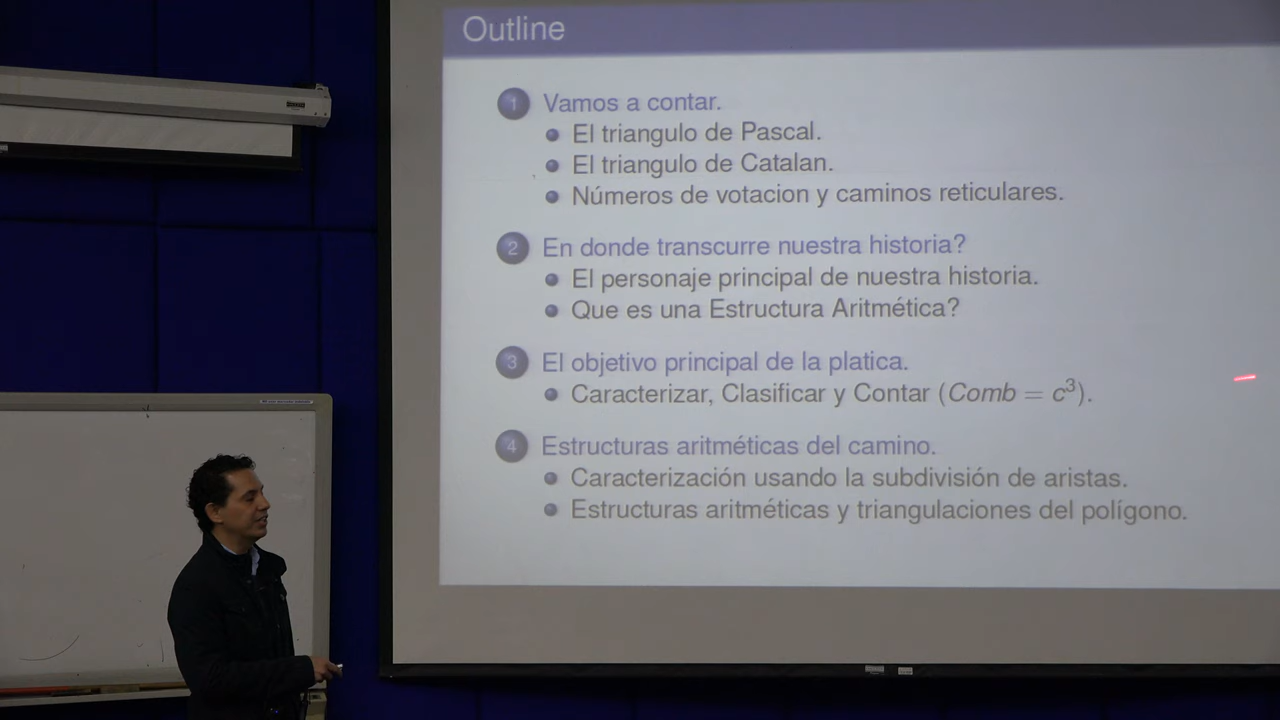 Outline
1 Vamos a contar.
El triangulo de Pascal.
El triangulo de Catalan.
Números de votacion y caminos reticulares.
2 En donde transcurre nuestra historia?
El personaje principal de nuestra historia.
Que es una Estructura Aritmética?
3 El objetivo principal de la platica.
Caracterizar, Clasificar y Contar (Comb = c³).
4 Estructuras aritméticas del camino.
Caracterización usando la subdivisión de aristas.
Estructuras aritméticas y triangulaciones del polígono.